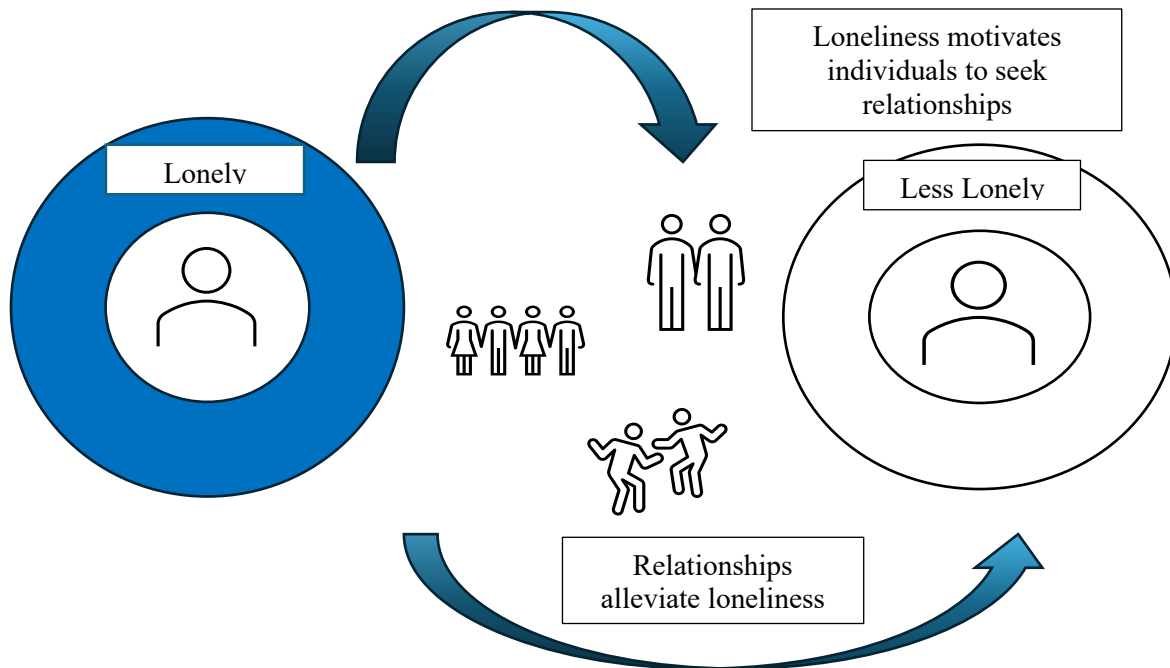 Loneliness motivates
individuals to seek
relationships
Lonely
Less Lonely
Relationships
alleviate loneliness